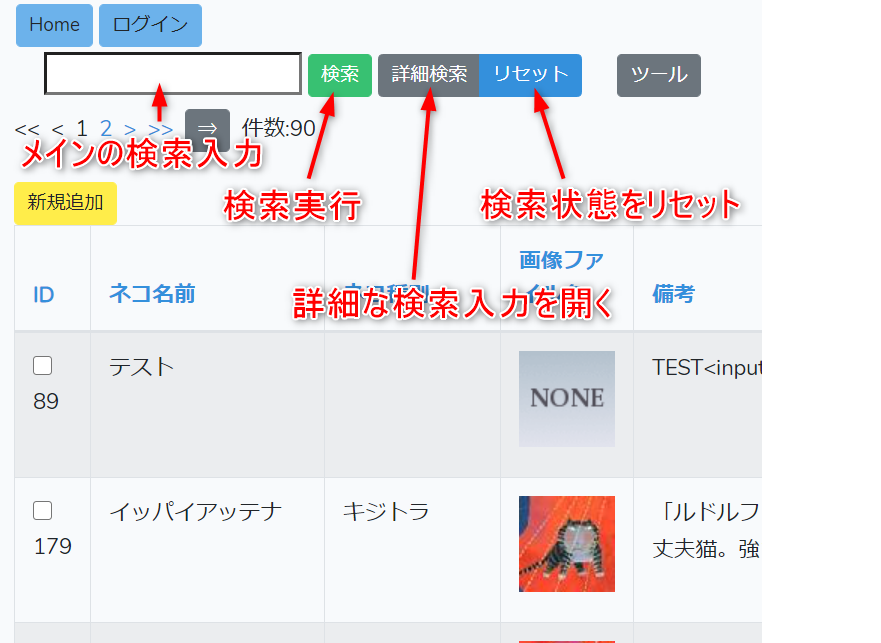 Home ログイン
検索 詳細検索 リセット ツール
<< < 1 2 > >> ⇒ 件数:90
メインの検索入力
新規追加
検索実行
検索状態をリセット
詳細な検索入力を開く
ID ネコ名前 画像ファ 備考
89 テスト NONE TEST<input
179 イッパイアッテナ キジトラ 「ルドルフ
丈夫猫。強